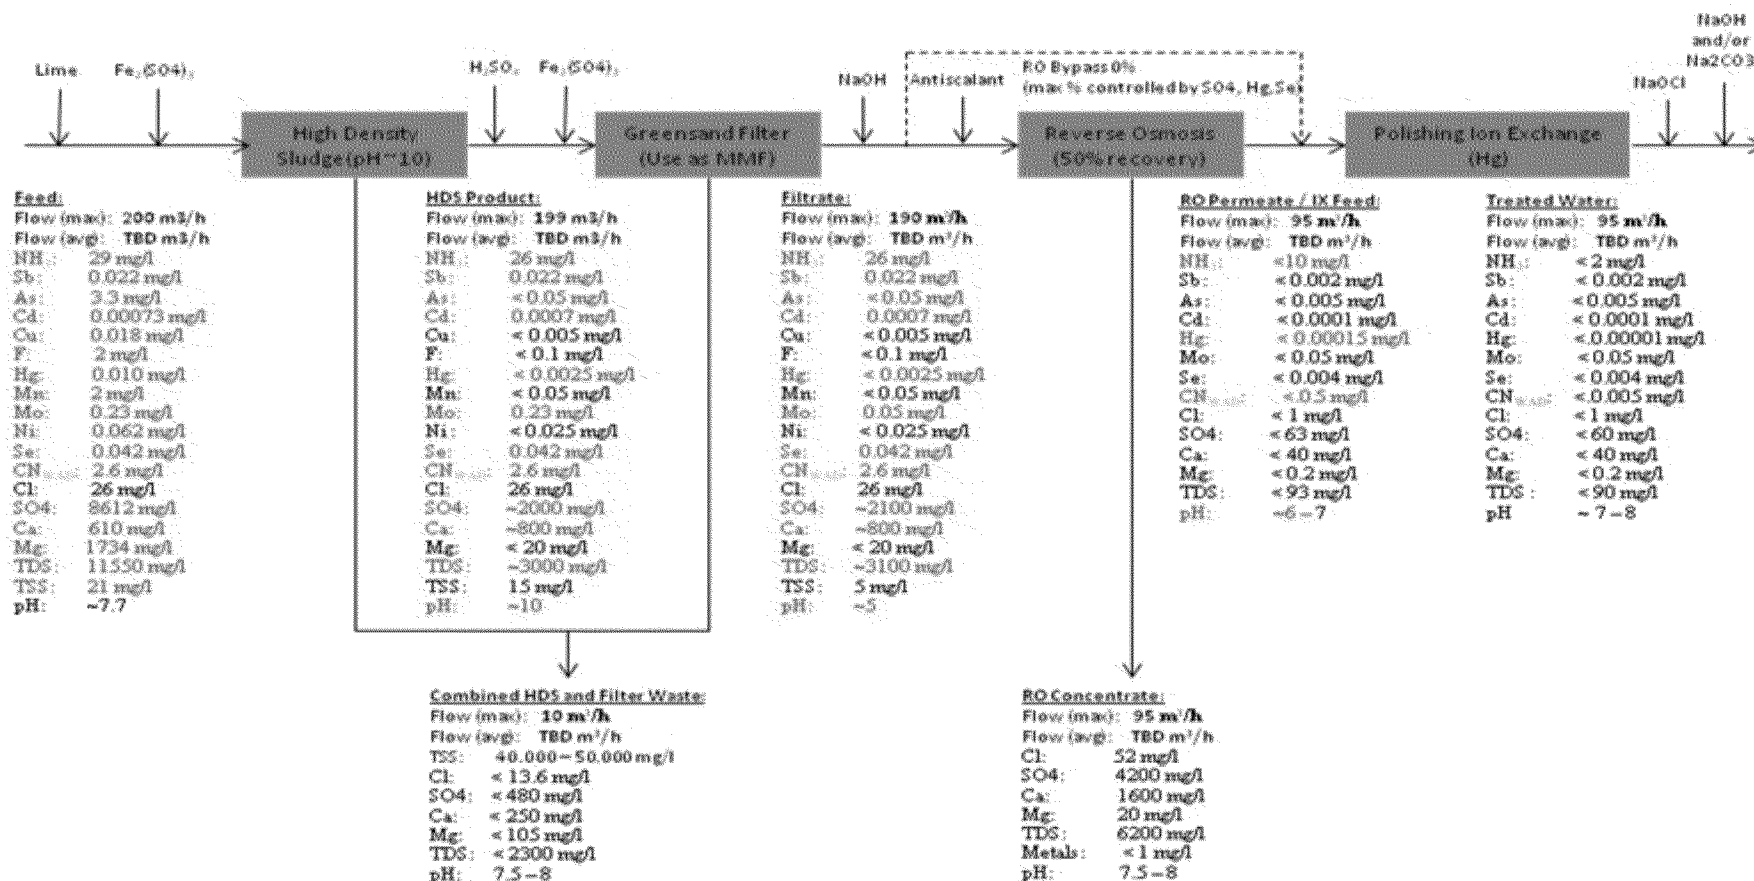 Lime
Fe₂(SO4)₃
H₂SO₄
Fe₂(SO4)₃
NaOH
Antiscalant
RO Bypass 0%
(max % controlled by SO4, Hg, Se)
NaOCl
NaOH
and/or
Na2CO3
High Density
Sludge(pH~10)
Greensand Filter
(Use as MMF)
Reverse Osmosis
(50% recovery)
Polishing Ion Exchange
(Hg)
Feed:
Flow (max): 200 m3/h
Flow (avg): TBD m3/h
NH₃: 29 mg/l
Sb: 0.022 mg/l
As: 3.3 mg/l
Cd: 0.00073 mg/l
Cu: 0.018 mg/l
F: 2 mg/l
Hg: 0.010 mg/l
Mn: 2 mg/l
Mo: 0.23 mg/l
Ni: 0.062 mg/l
Se: 0.042 mg/l
CN: 2.6 mg/l
Cl: 26 mg/l
SO4: 8612 mg/l
Ca: 610 mg/l
Mg: 1734 mg/l
TDS: 11550 mg/l
TSS: 21 mg/l
pH: ~7.7
HDS Product:
Flow (max): 199 m3/h
Flow (avg): TBD m3/h
NH₃: 26 mg/l
Sb: 0.022 mg/l
As: < 0.05 mg/l
Cd: 0.0007 mg/l
Cu: < 0.005 mg/l
F: < 0.1 mg/l
Hg: < 0.0025 mg/l
Mn: < 0.05 mg/l
Mo: 0.23 mg/l
Ni: < 0.025 mg/l
Se: 0.042 mg/l
CN: 2.6 mg/l
Cl: 26 mg/l
SO4: ~2000 mg/l
Ca: ~800 mg/l
Mg: < 20 mg/l
TDS: ~3000 mg/l
TSS: 15 mg/l
pH: ~10
Filtrate:
Flow (max): 190 m³/h
Flow (avg): TBD m³/h
NH₃: 26 mg/l
Sb: 0.022 mg/l
As: < 0.05 mg/l
Cd: 0.0007 mg/l
Cu: < 0.005 mg/l
F: < 0.1 mg/l
Hg: < 0.0025 mg/l
Mn: < 0.05 mg/l
Mo: 0.05 mg/l
Ni: < 0.025 mg/l
Se: 0.042 mg/l
CN: 2.6 mg/l
Cl: 26 mg/l
SO4: ~2100 mg/l
Ca: ~800 mg/l
Mg: < 20 mg/l
TDS: ~3100 mg/l
TSS: 5 mg/l
pH: ~5
RO Permeate / IX Feed:
Flow (max): 95 m³/h
Flow (avg): TBD m³/h
NH₃: <10 mg/l
Sb: < 0.002 mg/l
As: < 0.005 mg/l
Cd: < 0.0001 mg/l
Hg: < 0.00015 mg/l
Mo: < 0.05 mg/l
Se: < 0.004 mg/l
CN: <0.5 mg/l
Cl: < 1 mg/l
SO4: < 63 mg/l
Ca: < 40 mg/l
Mg: < 0.2 mg/l
TDS: < 93 mg/l
pH: ~6 – 7
Treated Water:
Flow (max): 95 m³/h
Flow (avg): TBD m³/h
NH₃: < 2 mg/l
Sb: < 0.002 mg/l
As: < 0.005 mg/l
Cd: < 0.0001 mg/l
Hg: < .00001 mg/l
Mo: < 0.05 mg/l
Se: < 0.004 mg/l
CN: < 0.005 mg/l
Cl: < 1 mg/l
SO4: < 60 mg/l
Ca: < 40 mg/l
Mg: < 0.2 mg/l
TDS : < 90 mg/l
pH ~ 7 – 8
Combined HDS and Filter Waste:
Flow (max): 10 m³/h
Flow (avg): TBD m³/h
TSS: 40,000 – 50,000 mg/l
Cl: < 13.6 mg/l
SO4: < 480 mg/l
Ca: < 250 mg/l
Mg: < 105 mg/l
TDS : < 2300 mg/l
pH: 7.5 – 8
RO Concentrate:
Flow (max): 95 m³/h
Flow (avg): TBD m³/h
Cl: 52 mg/l
SO4: 4200 mg/l
Ca: 1600 mg/l
Mg: 20 mg/l
TDS: 6200 mg/l
Metals: < 1 mg/l
pH: 7.5 – 8